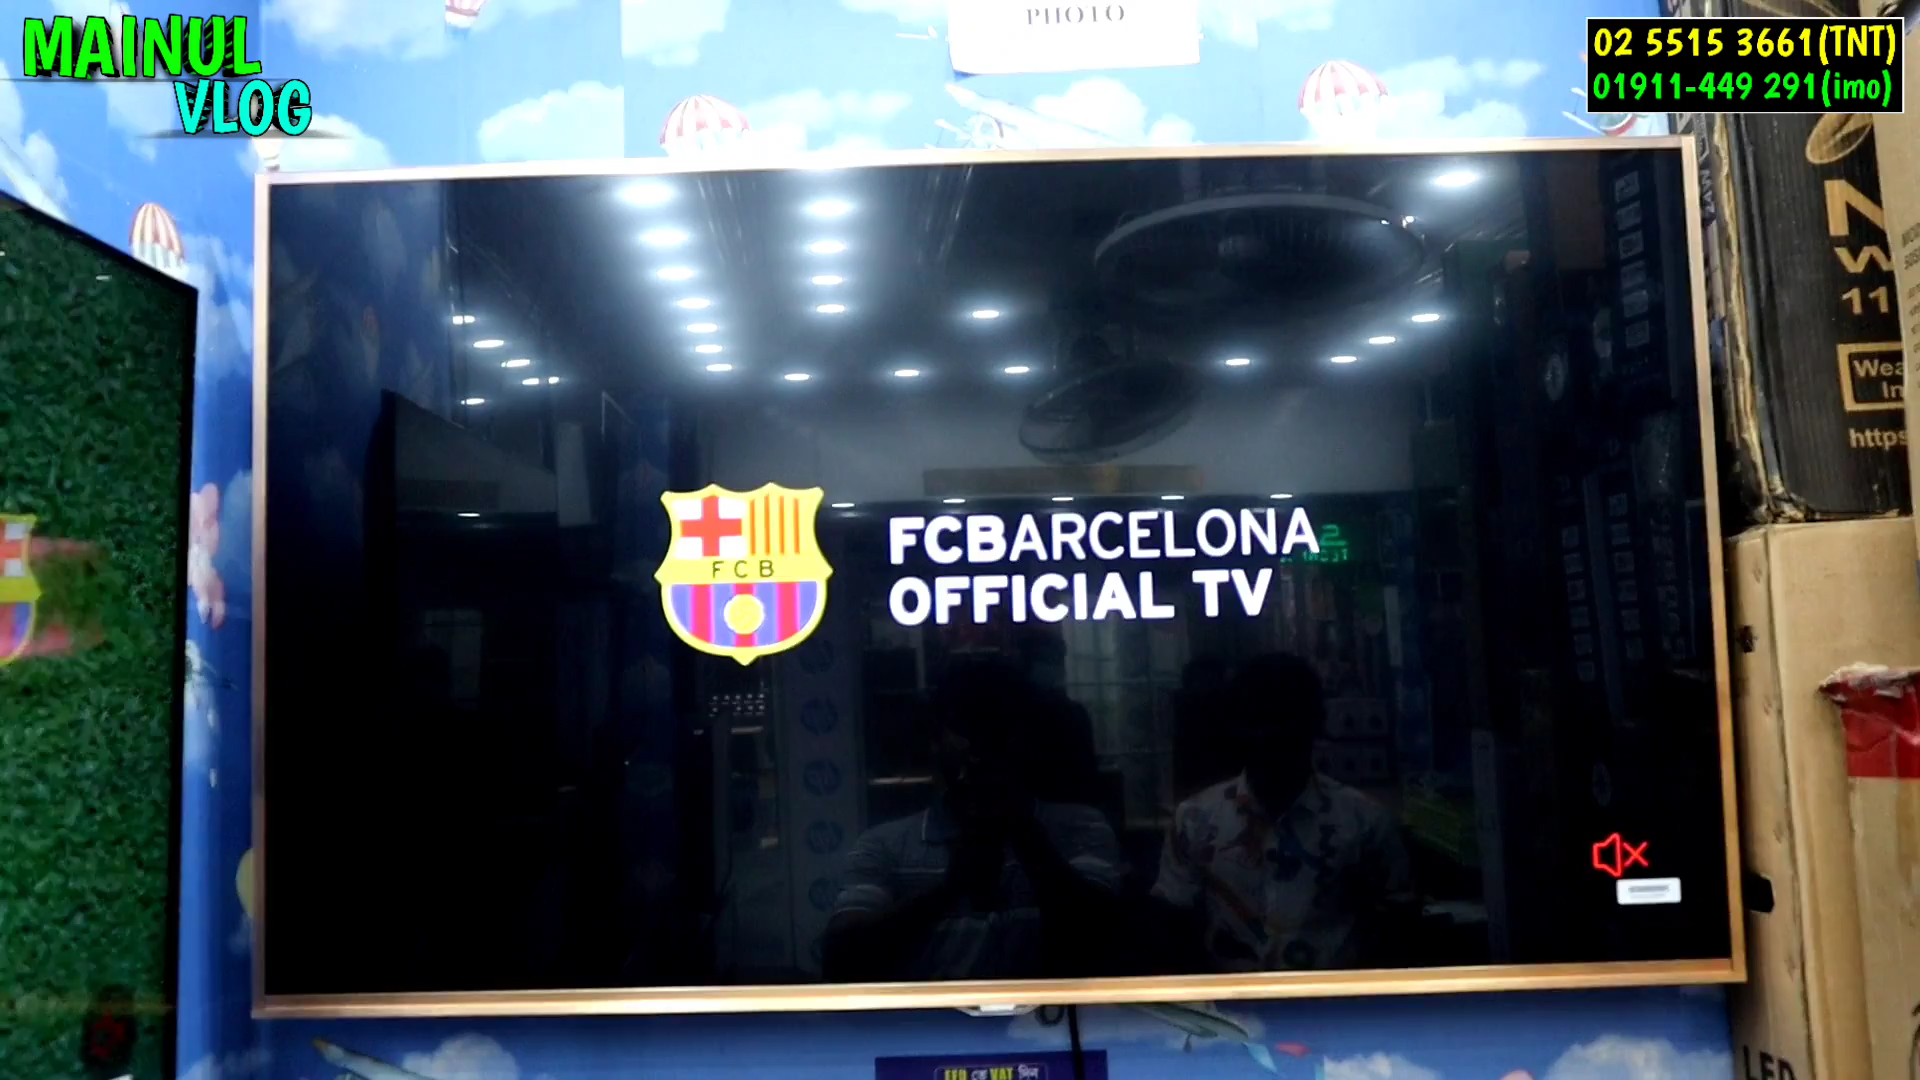 MAINUL
VLOG
PHOTO
02 5515 3661(TNT)
01911-449 291(imo)
FCB
FCBARCELONA
OFFICIAL TV
11
https
LED